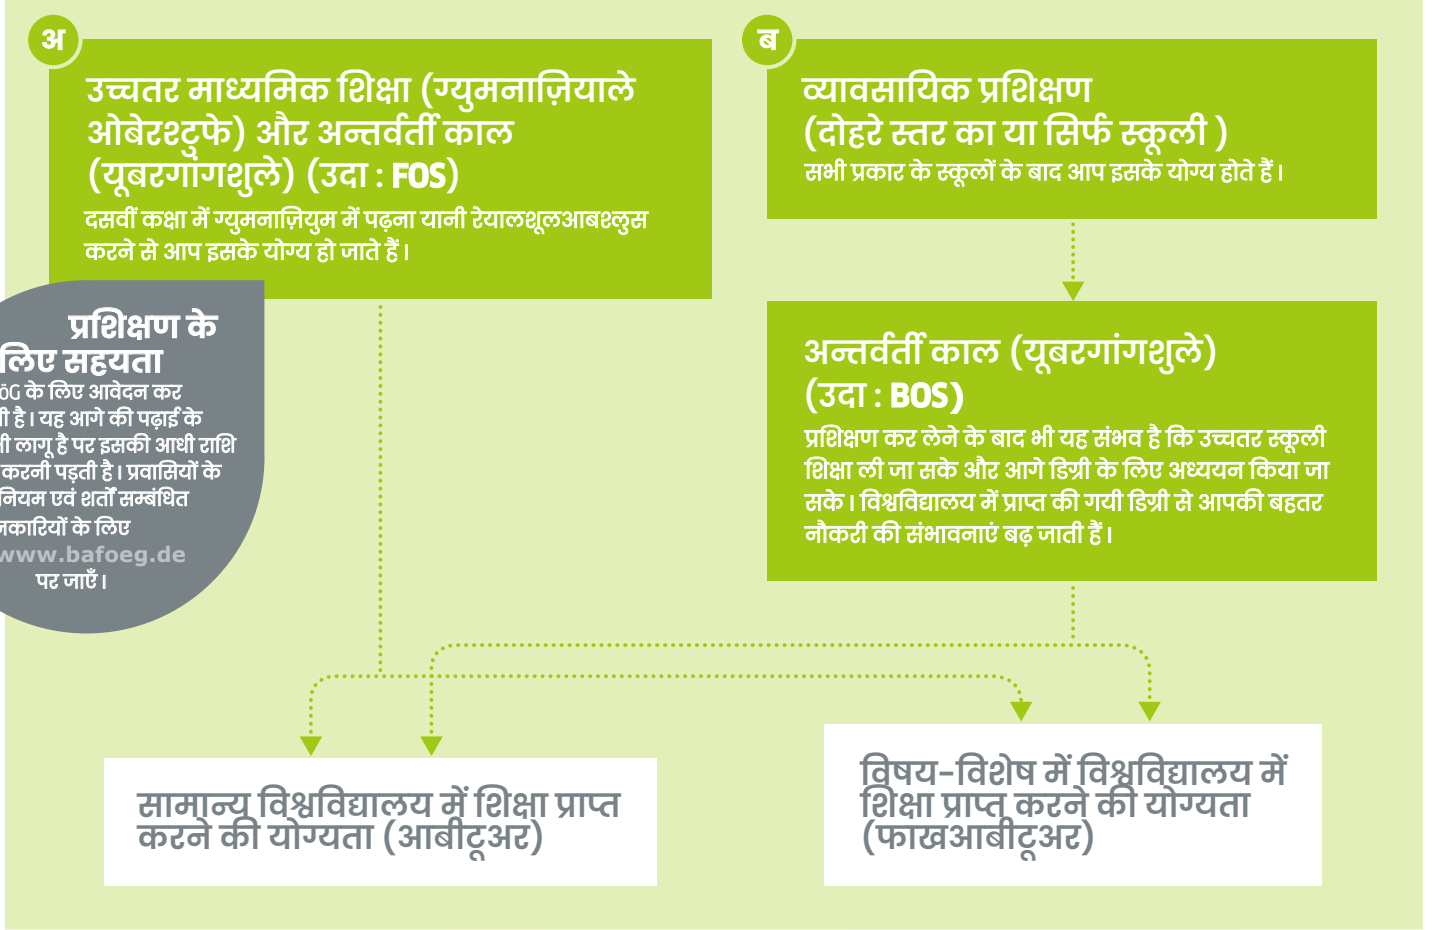 अ
उच्चतर माध्यमिक शिक्षा (ग्युमनाज़ियाले
ओबेरश्टुफे) और अन्तर्वर्ती काल
(यूबरगांगशुले) (उदा : FOS)
दसवीं कक्षा में ग्युमनाज़ियुम में पढ़ना यानी रेयालशूलआबश्लुस
करने से आप इसके योग्य हो जाते हैं।
प्रशिक्षण के
लिए सहयता
öG के लिए आवेदन कर
है। यह आगे की पढ़ाई के
लागू है पर इसकी आधी राशि
करनी पड़ती है। प्रवासियों के
नियम एवं शर्तों सम्बंधित
नकारियों के लिए
www.bafoeg.de
पर जाएँ।
ब
व्यावसायिक प्रशिक्षण
(दोहरे स्तर का या सिर्फ स्कूली )
सभी प्रकार के स्कूलों के बाद आप इसके योग्य होते हैं।
अन्तर्वर्ती काल (यूबरगांगशुले)
(उदा : BOS)
प्रशिक्षण कर लेने के बाद भी यह संभव है कि उच्चतर स्कूली
शिक्षा ली जा सके और आगे डिग्री के लिए अध्ययन किया जा
सके। विश्वविद्यालय में प्राप्त की गयी डिग्री से आपकी बहतर
नौकरी की संभावनाएं बढ़ जाती हैं।
सामान्य विश्वविद्यालय में शिक्षा प्राप्त
करने की योग्यता (आबीटूअर)
विषय-विशेष में विश्वविद्यालय में
शिक्षा प्राप्त करने की योग्यता
(फाखआबीटूअर)